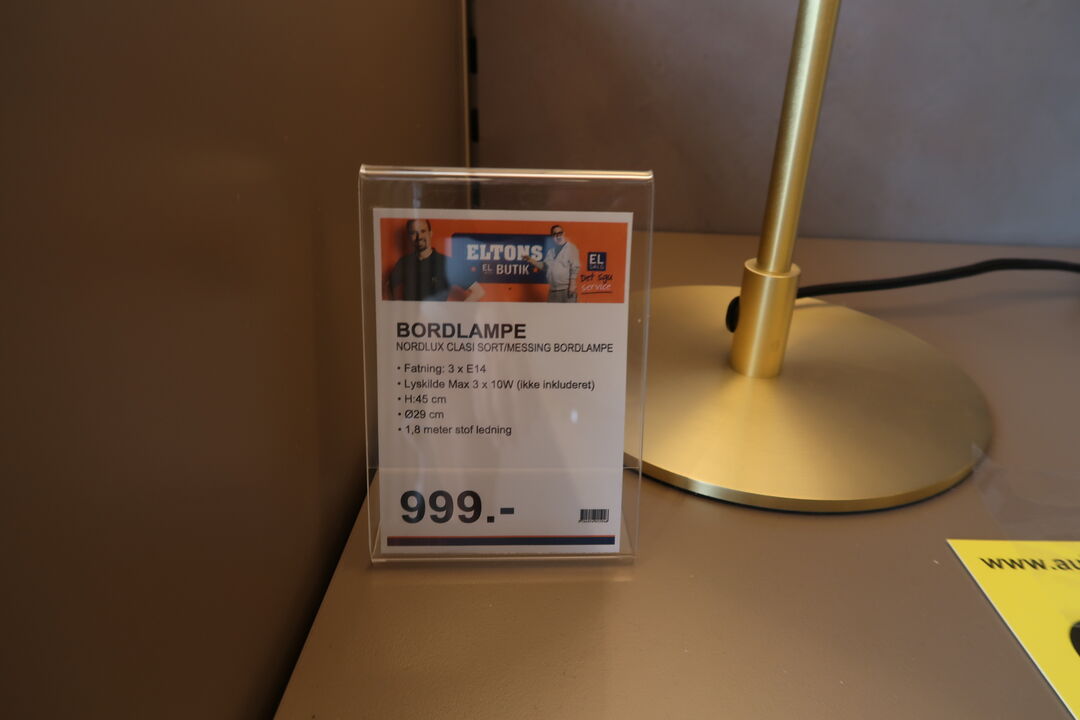 ELTONS
EL BUTIK
EL
Det sgu
service
BORDLAMPE
NORDLUX CLASI SORT/MESSING BORDLAMPE
• Fatning: 3 x E14
• Lyskilde Max 3 x 10W (ikke inkluderet)
• H:45 cm
• Ø29 cm
• 1,8 meter stof ledning
999.-
www.au